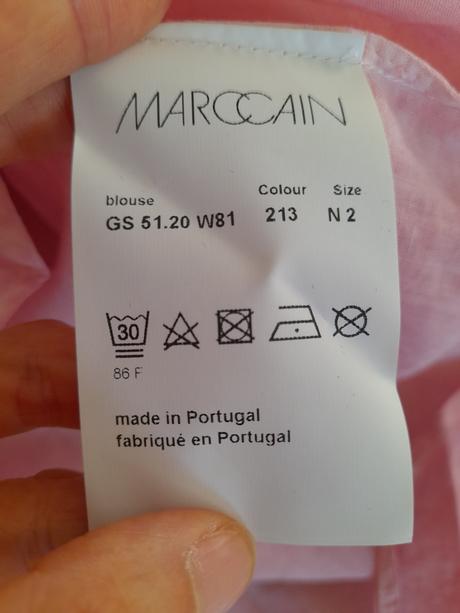 MARCCAIN
blouse Colour Size
GS 51.20 W81 213 N 2
30
86 F
made in Portugal
fabriqué en Portugal